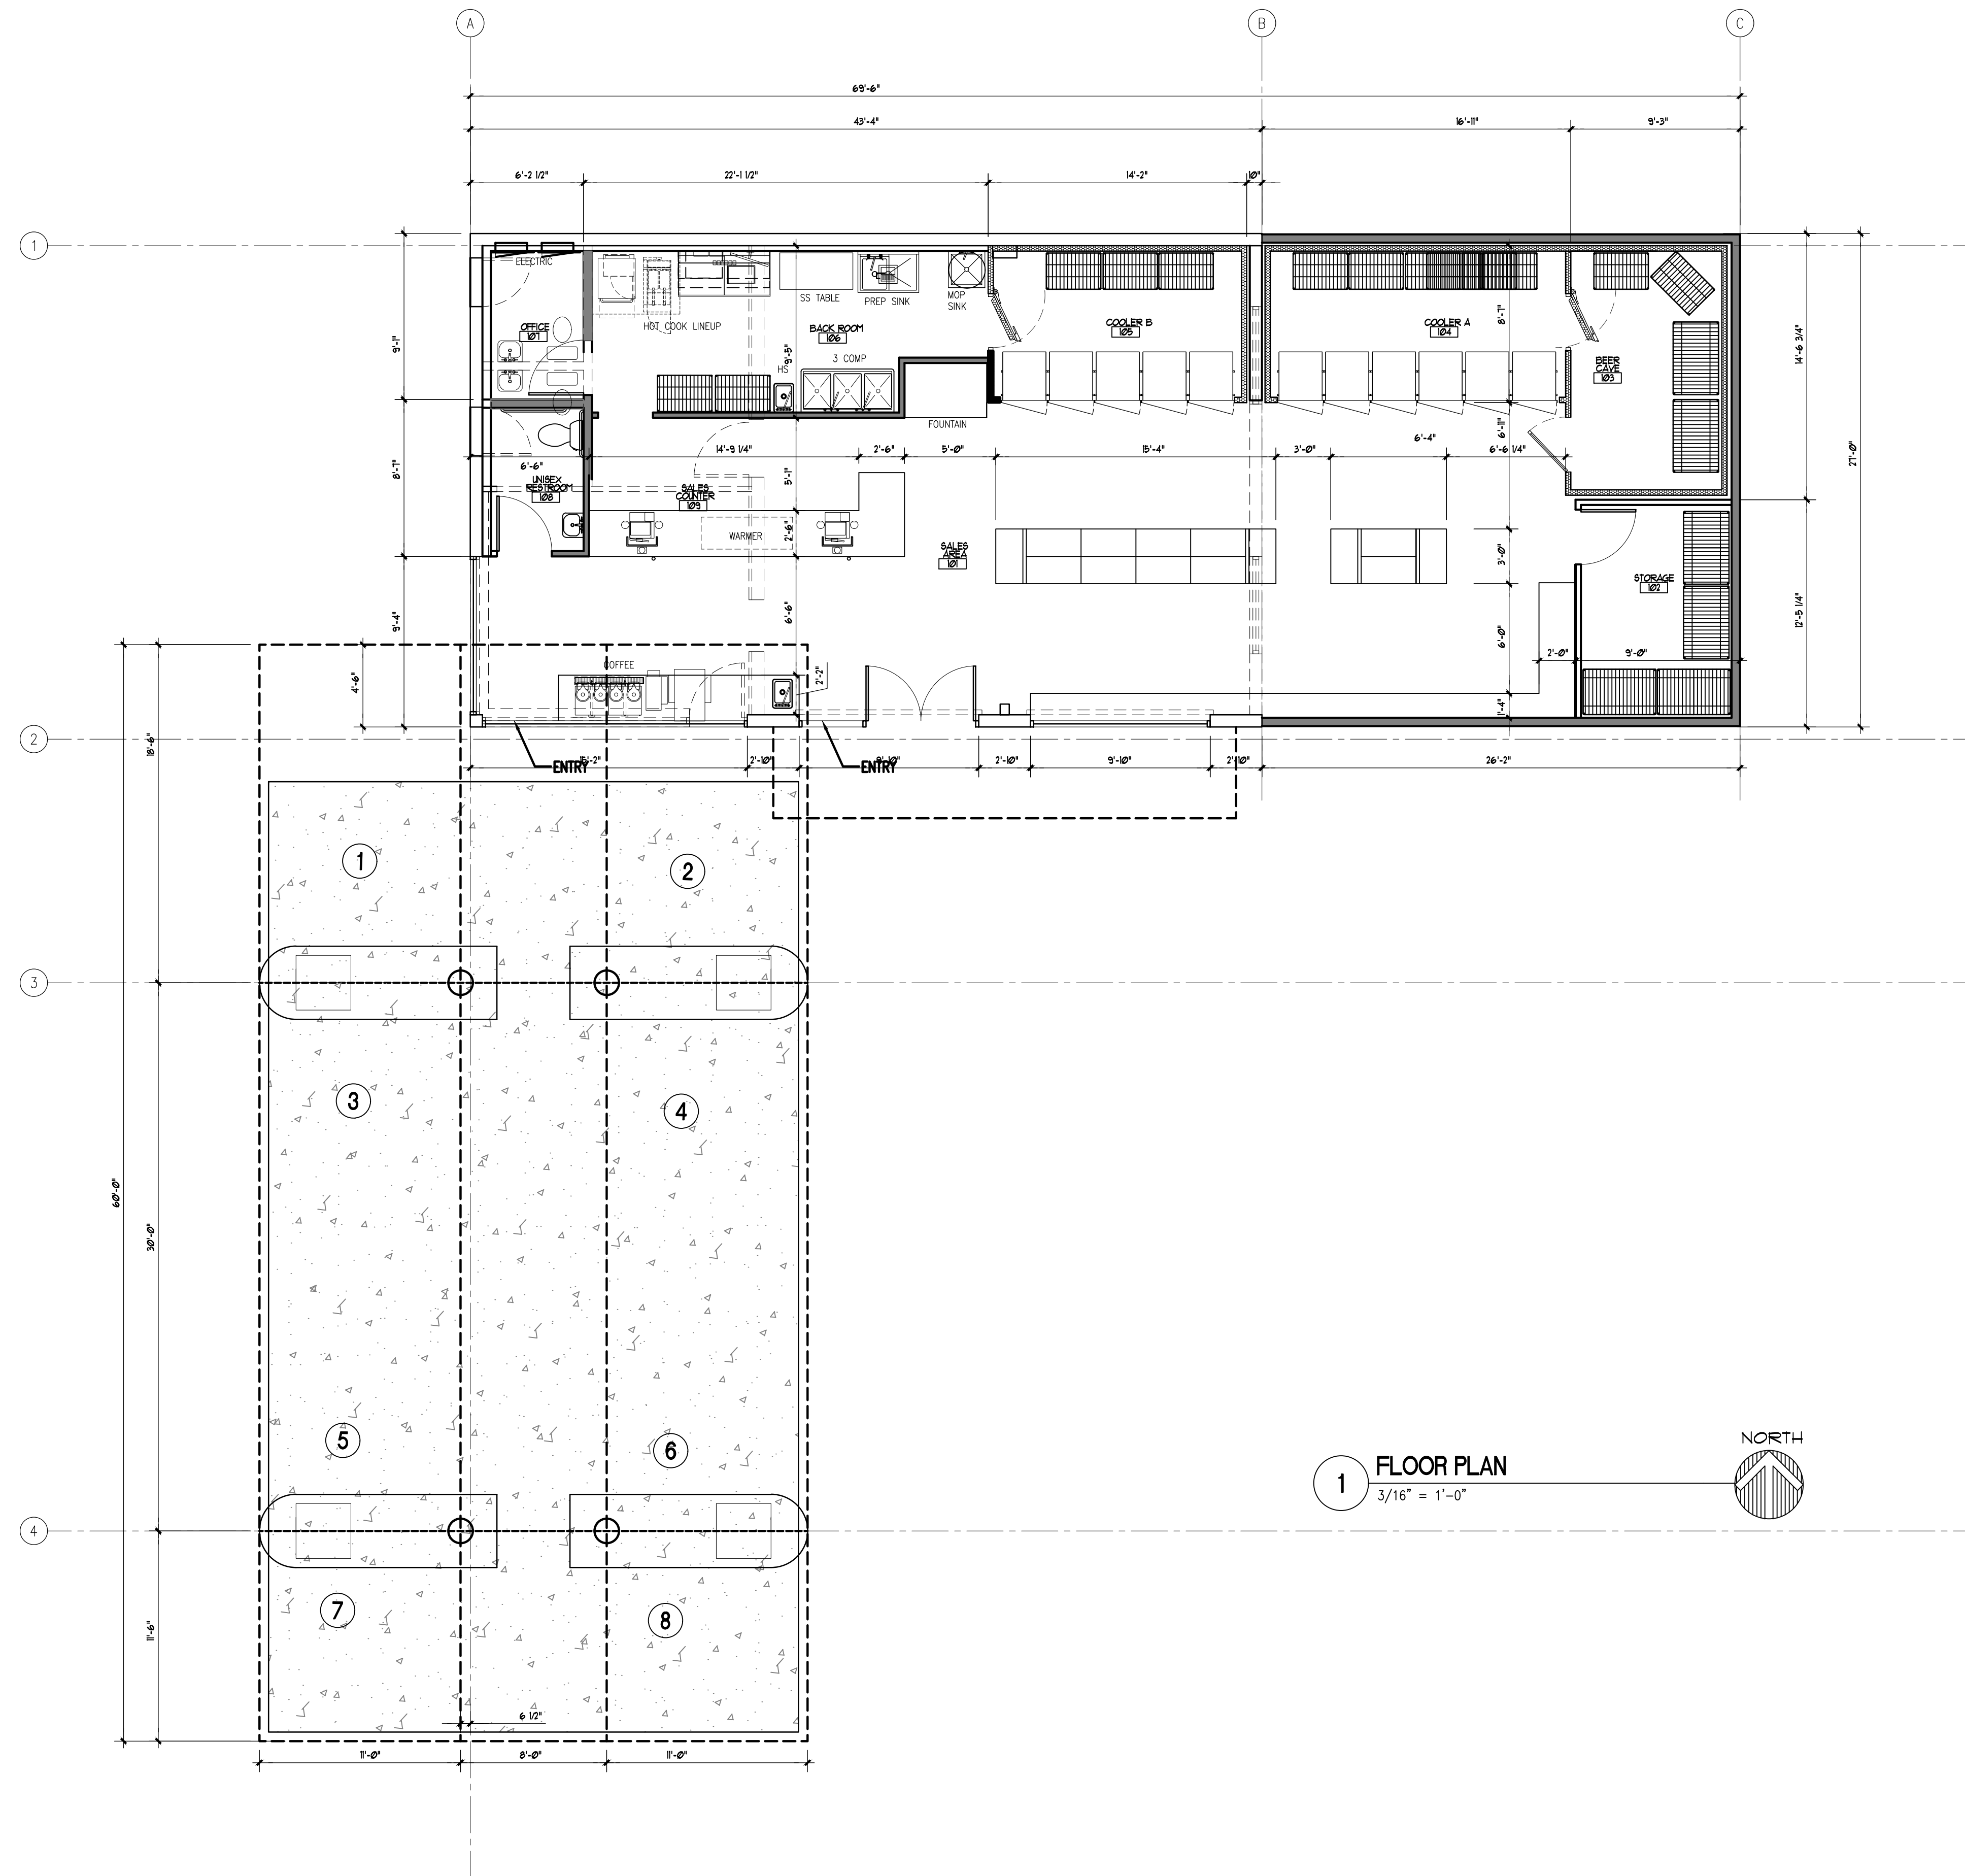 A
B
C
69'-6"
43'-4"
16'-11"
9'-3"
6'-2 1/2"
22'-1 1/2"
14'-2"
10"
1
ELECTRIC
SS TABLE
PREP SINK
MOP
SINK
HOT COOK LINEUP
OFFICE
107
BACK ROOM
106
3 COMP
HS
COOLER B
105
COOLER A
104
8'-7"
BEER
CAVE
103
9'-1"
9'-5"
14'-6 3/4"
27'-0"
FOUNTAIN
6'-11"
8'-7"
6'-6"
14'-9 1/4"
2'-6"
5'-0"
15'-4"
3'-0"
6'-4"
6'-6 1/4"
5'-1"
UNISEX
RESTROOM
108
SALES
COUNTER
109
WARMER
2'-6"
SALES
AREA
101
3'-0"
STORAGE
102
12'-5 1/4"
9'-4"
6'-6"
6'-0"
2'-0"
9'-0"
4'-6"
COFFEE
2'-2"
1'-4"
2
18'-6"
ENTRY
15'-2"
2'-10"
ENTRY
9'-10"
2'-10"
9'-10"
2'-10"
26'-2"
1
2
3
3
4
60'-0"
30'-0"
5
6
4
7
8
11'-6"
6 1/2"
11'-0"
8'-0"
11'-0"
1
FLOOR PLAN
3/16" = 1'-0"
NORTH